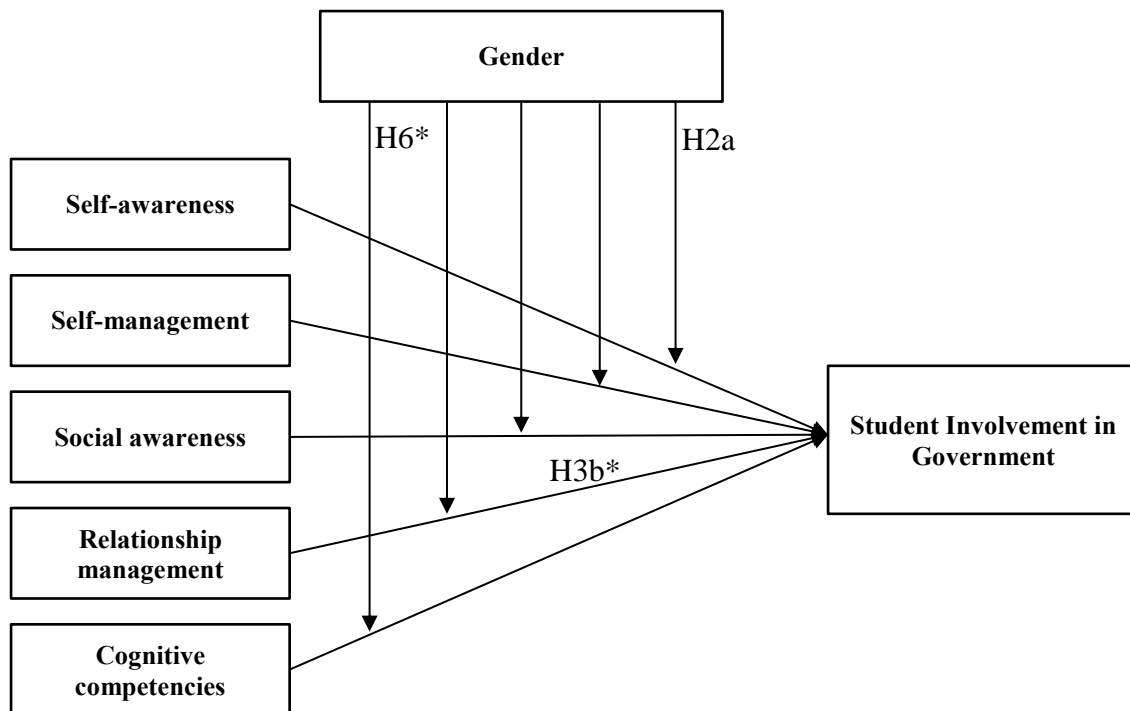 Gender
H6*
H2a
Self-awareness
Self-management
Social awareness
Student Involvement in
Government
H3b*
Relationship
management
Cognitive
competencies